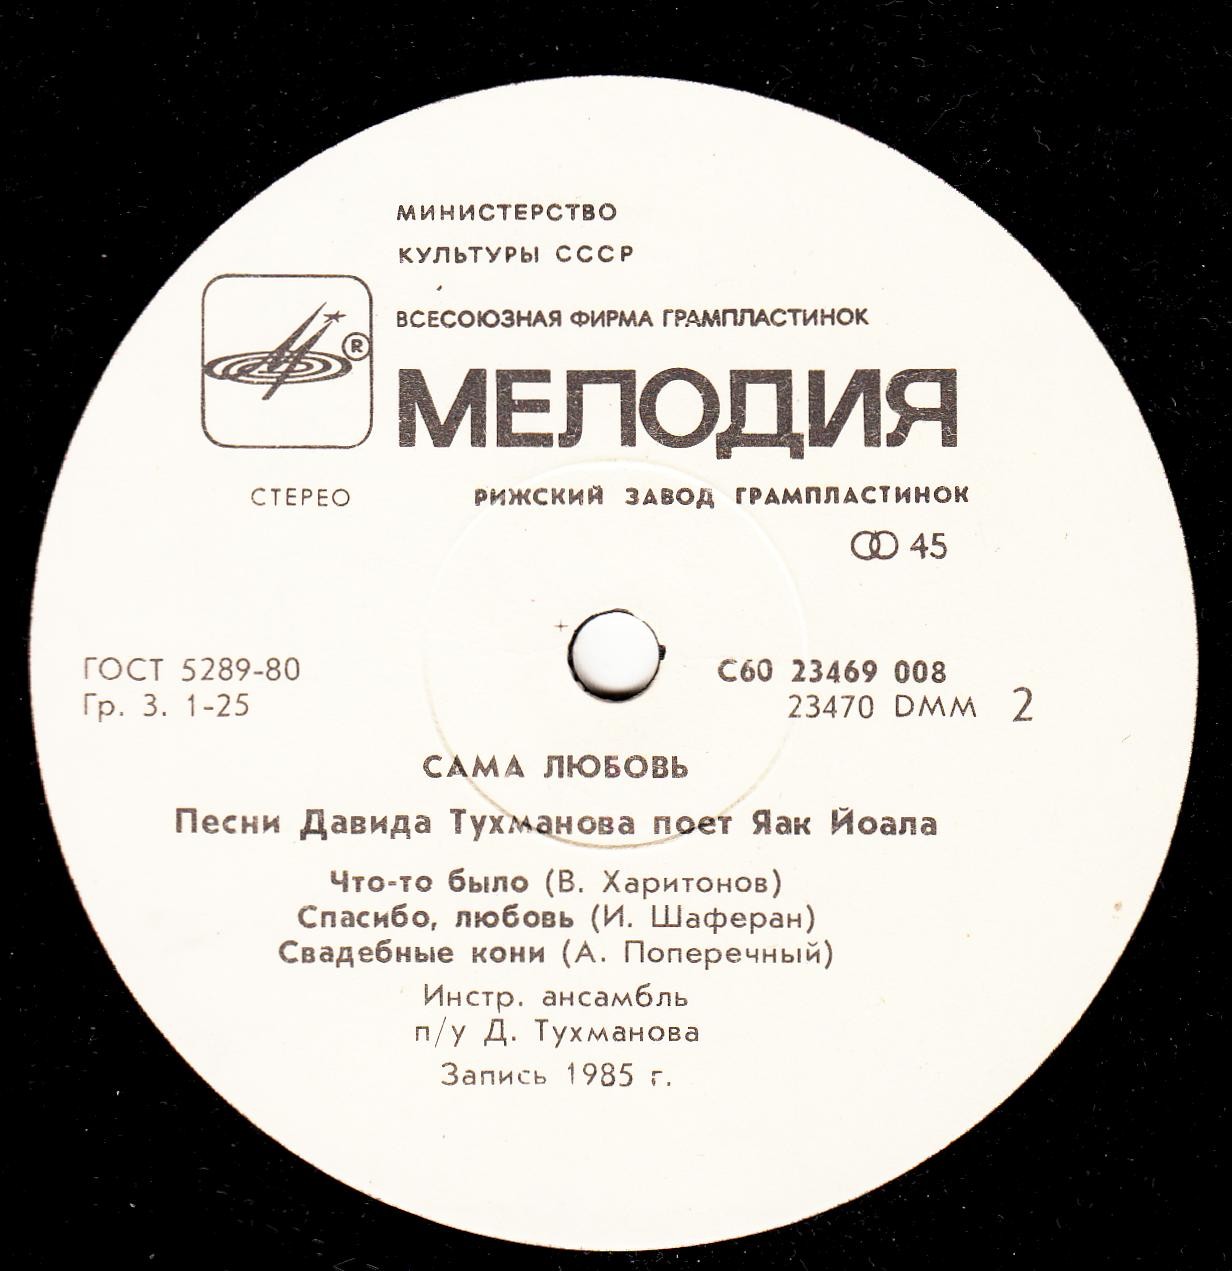 МИНИСТЕРСТВО
КУЛЬТУРЫ СССР
ВСЕСОЮЗНАЯ ФИРМА ГРАМПЛАСТИНОК
®
МЕЛОДИЯ
СТЕРЕО
РИЖСКИЙ ЗАВОД ГРАМПЛАСТИНОК
45
ГОСТ 5289-80
Гр. 3. 1-25
С60 23469 008
23470 DMM 2
САМА ЛЮБОВЬ
Песни Давида Тухманова поет Яак Йоала
Что-то было (В. Харитонов)
Спасибо, любовь (И. Шаферан)
Свадебные кони (А. Поперечный)
Инстр. ансамбль
п/у Д. Тухманова
Запись 1985 г.